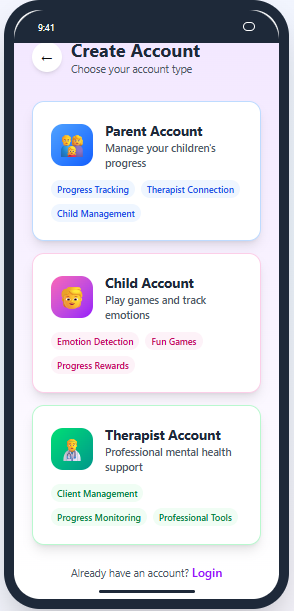 9:41
← Create Account
Choose your account type
Parent Account
Manage your children's
progress
Progress Tracking Therapist Connection
Child Management
Child Account
Play games and track
emotions
Emotion Detection Fun Games
Progress Rewards
Therapist Account
Professional mental health
support
Client Management
Progress Monitoring Professional Tools
Already have an account? Login